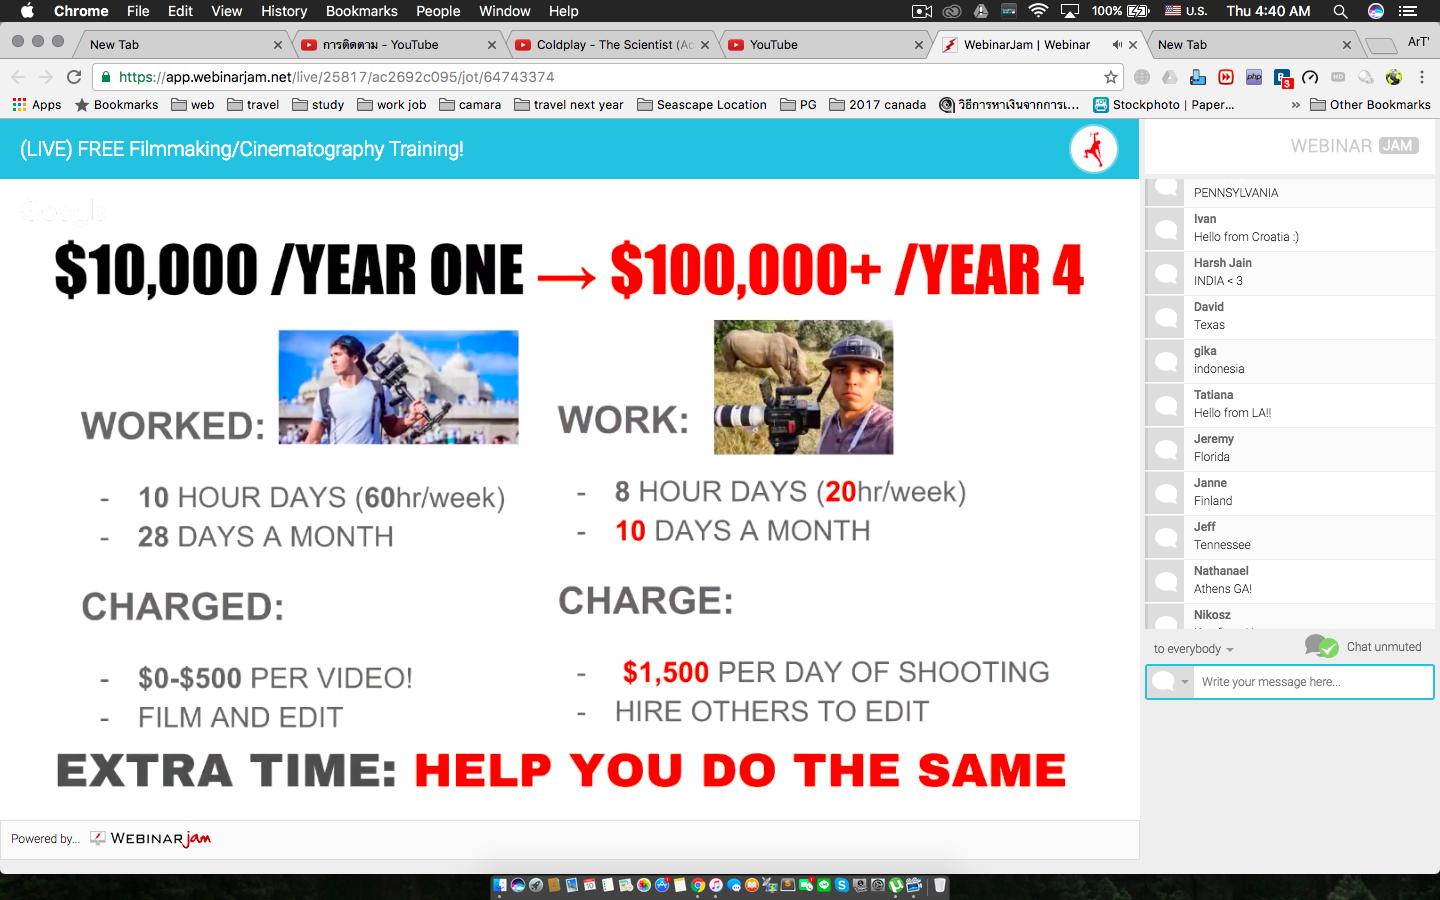 Chrome File Edit View History Bookmarks People Window Help 100% U.S. Thu 4:40 AM
New Tab
การติดตาม - YouTube
Coldplay - The Scientist (Ac
YouTube
WebinarJam | Webinar
New Tab
ArT'
https://app.webinarjam.net/live/25817/ac2692c095/jot/64743374
php
3
HD
Apps Bookmarks web travel study work job camara travel next year Seascape Location PG 2017 canada วิธีการหาเงินจากการเ... Stockphoto | Paper... » Other Bookmarks
(LIVE) FREE Filmmaking/Cinematography Training!
Google
$10,000 /YEAR ONE → $100,000+ /YEAR 4
WORKED:
- 10 HOUR DAYS (60hr/week)
- 28 DAYS A MONTH
CHARGED:
- $0-$500 PER VIDEO!
- FILM AND EDIT
WORK:
- 8 HOUR DAYS (20hr/week)
- 10 DAYS A MONTH
CHARGE:
- $1,500 PER DAY OF SHOOTING
- HIRE OTHERS TO EDIT
EXTRA TIME: HELP YOU DO THE SAME
Powered by... WEBINARjam
WEBINAR JAM
PENNSYLVANIA
Ivan
Hello from Croatia :)
Harsh Jain
INDIA < 3
David
Texas
gika
indonesia
Tatiana
Hello from LA!!
Jeremy
Florida
Janne
Finland
Jeff
Tennessee
Nathanael
Athens GA!
Nikosz
to everybody
Chat unmuted
Write your message here...